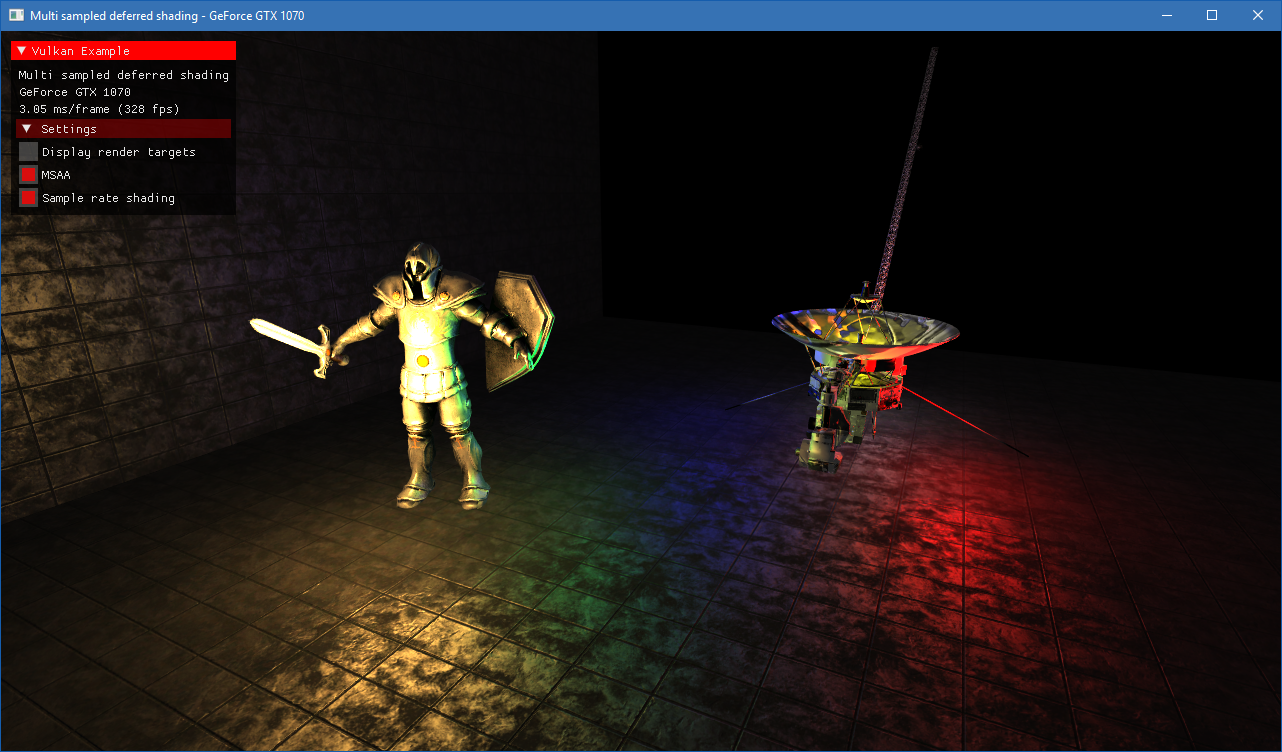 Multi sampled deferred shading - GeForce GTX 1070
Vulkan Example
Multi sampled deferred shading
GeForce GTX 1070
3.05 ms/frame (328 fps)
Settings
Display render targets
MSAA
Sample rate shading